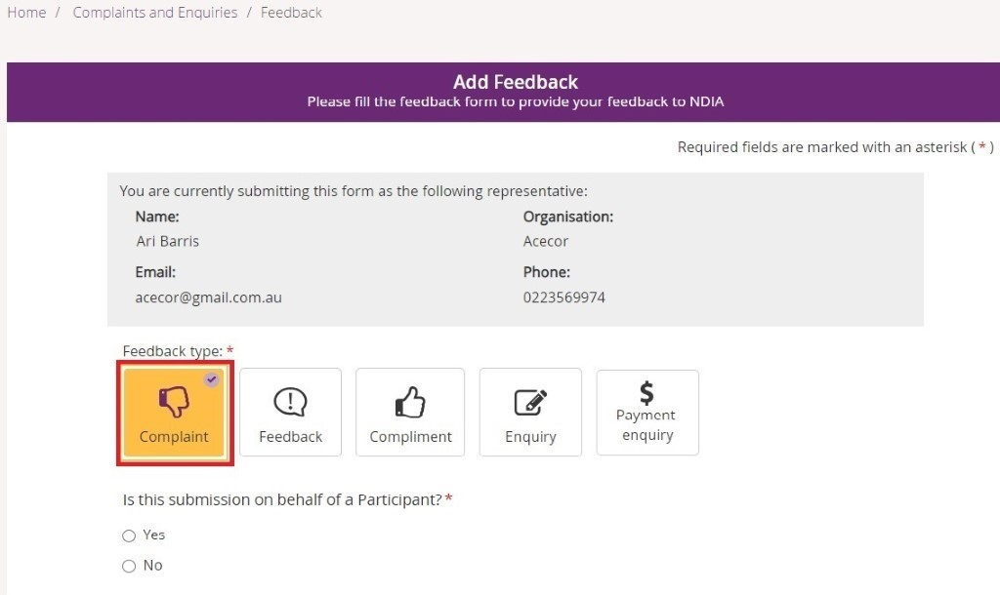 Home / Complaints and Enquiries / Feedback
Add Feedback
Please fill the feedback form to provide your feedback to NDIA
Required fields are marked with an asterisk ( * )
You are currently submitting this form as the following representative:
Name: Organisation:
Ari Barris Acecor
Email: Phone:
acecor@gmail.com.au 0223569974
Feedback type: *
Complaint Feedback Compliment Enquiry Payment enquiry
Is this submission on behalf of a Participant? *
Yes
No